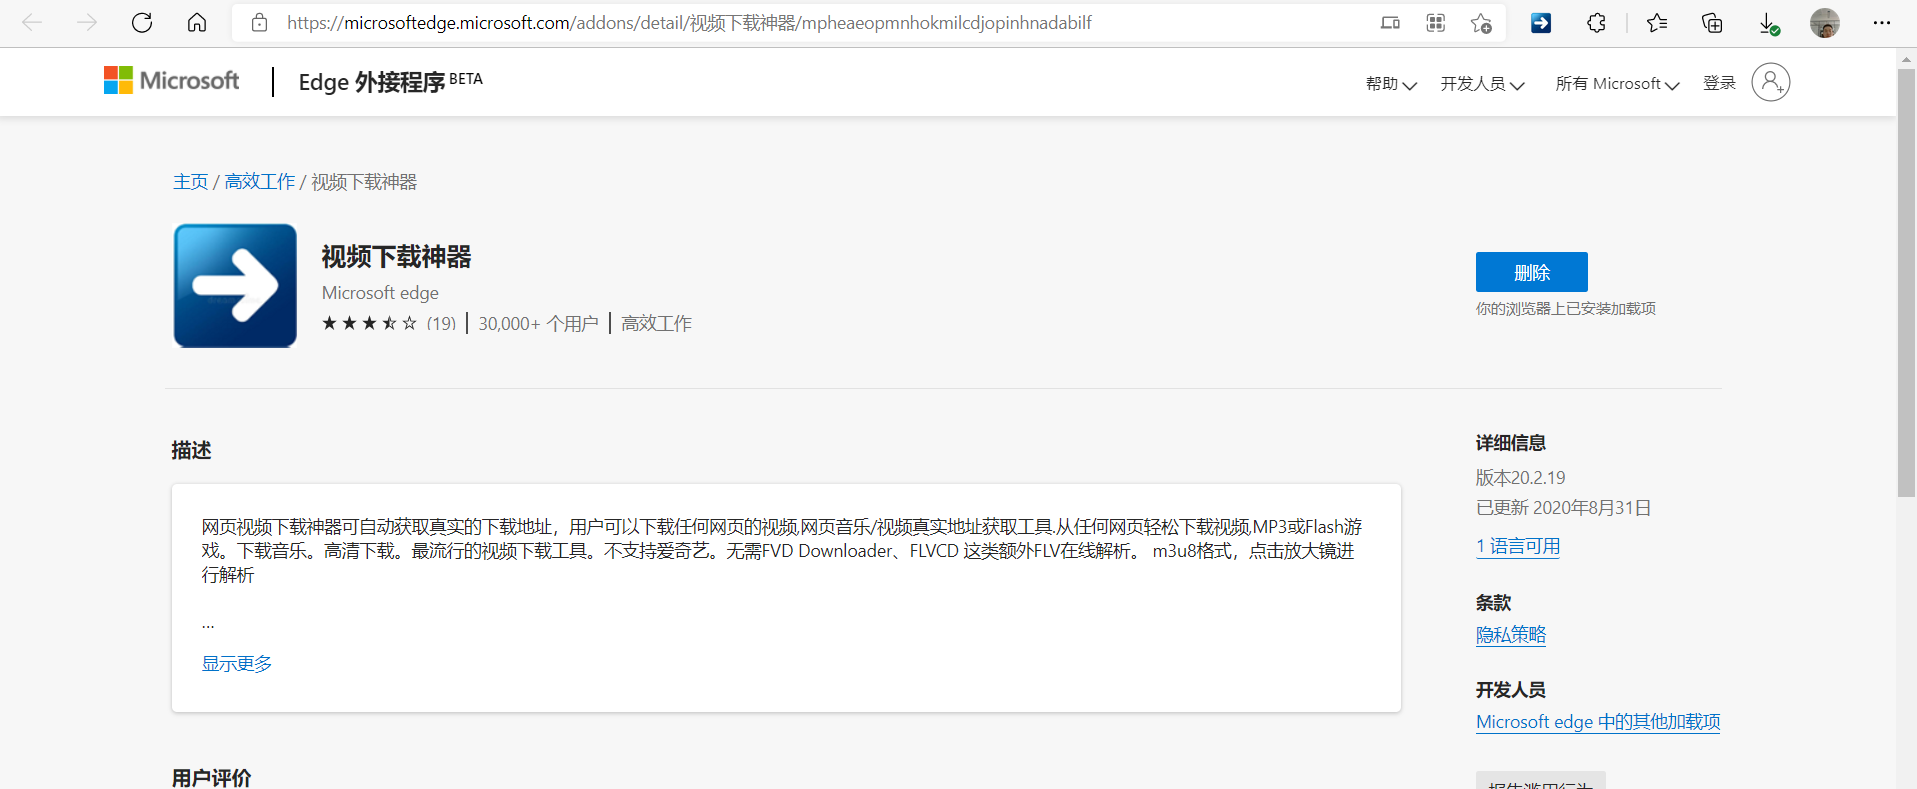 https://microsoftedge.microsoft.com/addons/detail/视频下载神器/mpheaeopmnhokmilcdjopinhnadabilf
Microsoft
Edge 外接程序 BETA
帮助
开发人员
所有 Microsoft
登录
主页 / 高效工作 / 视频下载神器
视频下载神器
Microsoft edge
(19) 30,000+ 个用户 高效工作
删除
你的浏览器上已安装加载项
描述
网页视频下载神器可自动获取真实的下载地址，用户可以下载任何网页的视频,网页音乐/视频真实地址获取工具.从任何网页轻松下载视频,MP3或Flash游
戏。下载音乐。高清下载。最流行的视频下载工具。不支持爱奇艺。无需FVD Downloader、FLVCD 这类额外FLV在线解析。 m3u8格式，点击放大镜进
行解析
...
显示更多
用户评价
详细信息
版本20.2.19
已更新 2020年8月31日
1 语言可用
条款
隐私策略
开发人员
Microsoft edge 中的其他加载项
报告滥用行为